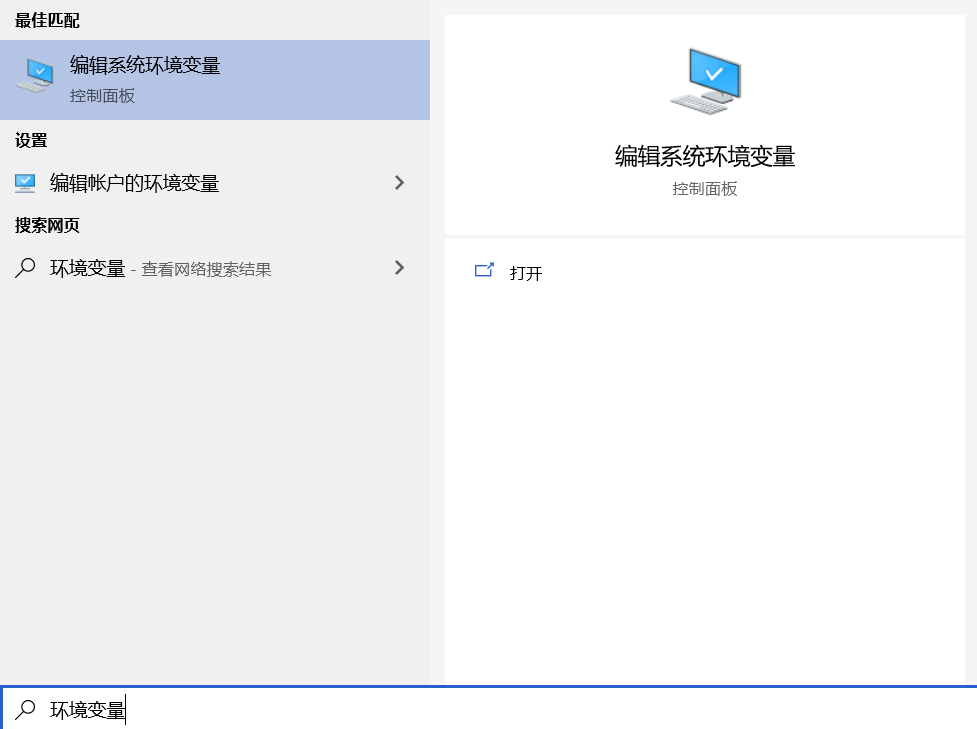 最佳匹配
编辑系统环境变量
控制面板
设置
编辑帐户的环境变量
搜索网页
环境变量 - 查看网络搜索结果
编辑系统环境变量
控制面板
打开
环境变量